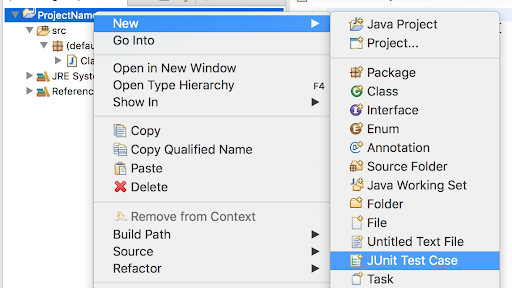 ProjectName
src
(defa
Cla
JRE Syste
Reference
New
Go Into
Open in New Window
Open Type Hierarchy F4
Show In
Copy
Copy Qualified Name
Paste
Delete
Remove from Context
Build Path
Source
Refactor
Java Project
Project...
Package
Class
Interface
Enum
Annotation
Source Folder
Java Working Set
Folder
File
Untitled Text File
JUnit Test Case
Task